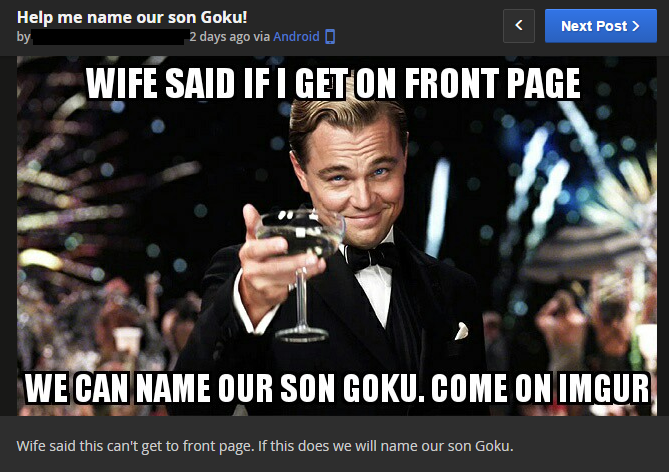 Help me name our son Goku!
by 2 days ago via Android
< Next Post >
WIFE SAID IF I GET ON FRONT PAGE
WE CAN NAME OUR SON GOKU. COME ON IMGUR
Wife said this can't get to front page. If this does we will name our son Goku.